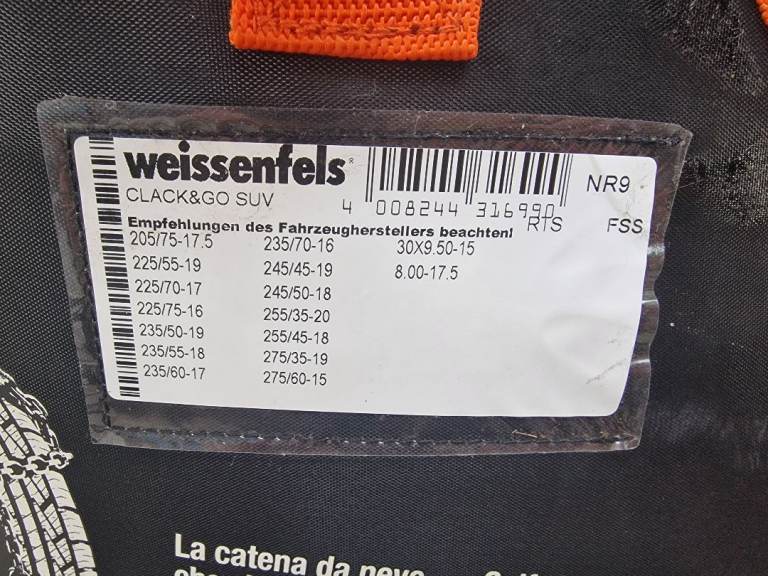 weissenfels®
CLACK&GO SUV
4 008244 316990
NR9
RTS
FSS
Empfehlungen des Fahrzeugherstellers beachten!
205/75-17.5
225/55-19
225/70-17
225/75-16
235/50-19
235/55-18
235/60-17
235/70-16
245/45-19
245/50-18
255/35-20
255/45-18
275/35-19
275/60-15
30X9.50-15
8.00-17.5
La catena da neve